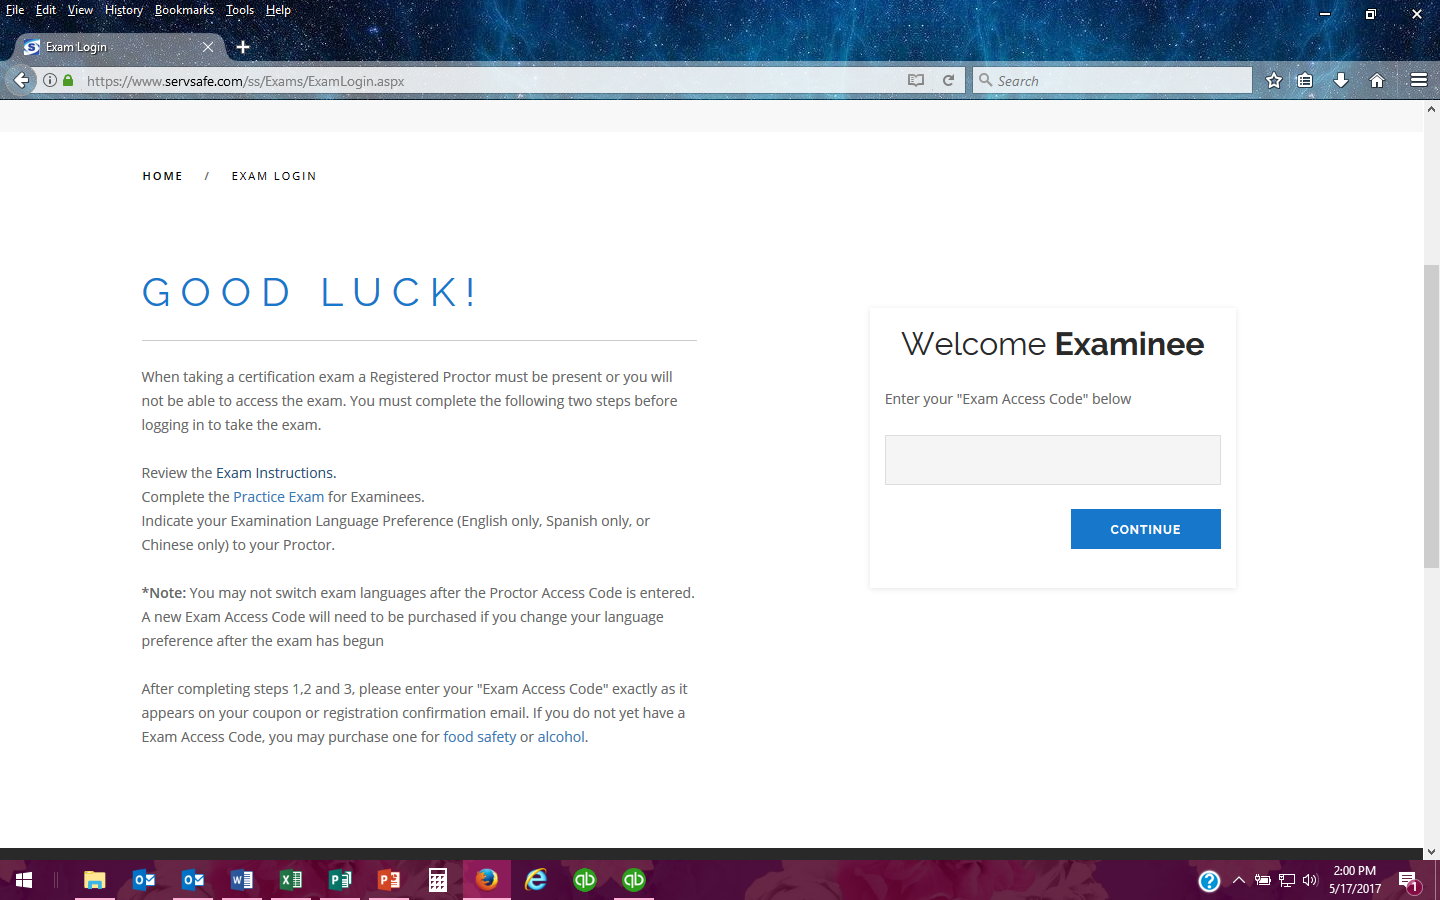 File Edit View History Bookmarks Tools Help
Exam Login
https://www.servsafe.com/ss/Exams/ExamLogin.aspx
Search
HOME / EXAM LOGIN
GOOD LUCK!
When taking a certification exam a Registered Proctor must be present or you will
not be able to access the exam. You must complete the following two steps before
logging in to take the exam.
Review the Exam Instructions.
Complete the Practice Exam for Examinees.
Indicate your Examination Language Preference (English only, Spanish only, or
Chinese only) to your Proctor.
*Note: You may not switch exam languages after the Proctor Access Code is entered.
A new Exam Access Code will need to be purchased if you change your language
preference after the exam has begun
After completing steps 1,2 and 3, please enter your "Exam Access Code" exactly as it
appears on your coupon or registration confirmation email. If you do not yet have a
Exam Access Code, you may purchase one for food safety or alcohol.
Welcome Examinee
Enter your "Exam Access Code" below
CONTINUE
2:00 PM
5/17/2017
1